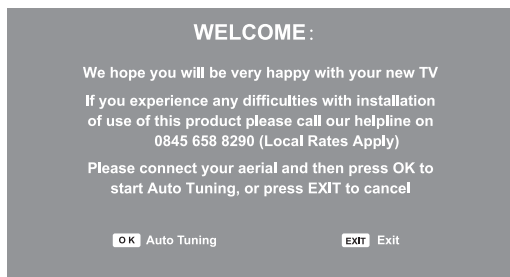 WELCOME:
We hope you will be very happy with your new TV
If you experience any difficulties with installation
of use of this product please call our helpline on
0845 658 8290 (Local Rates Apply)
Please connect your aerial and then press OK to
start Auto Tuning, or press EXIT to cancel
OK Auto Tuning EXIT Exit